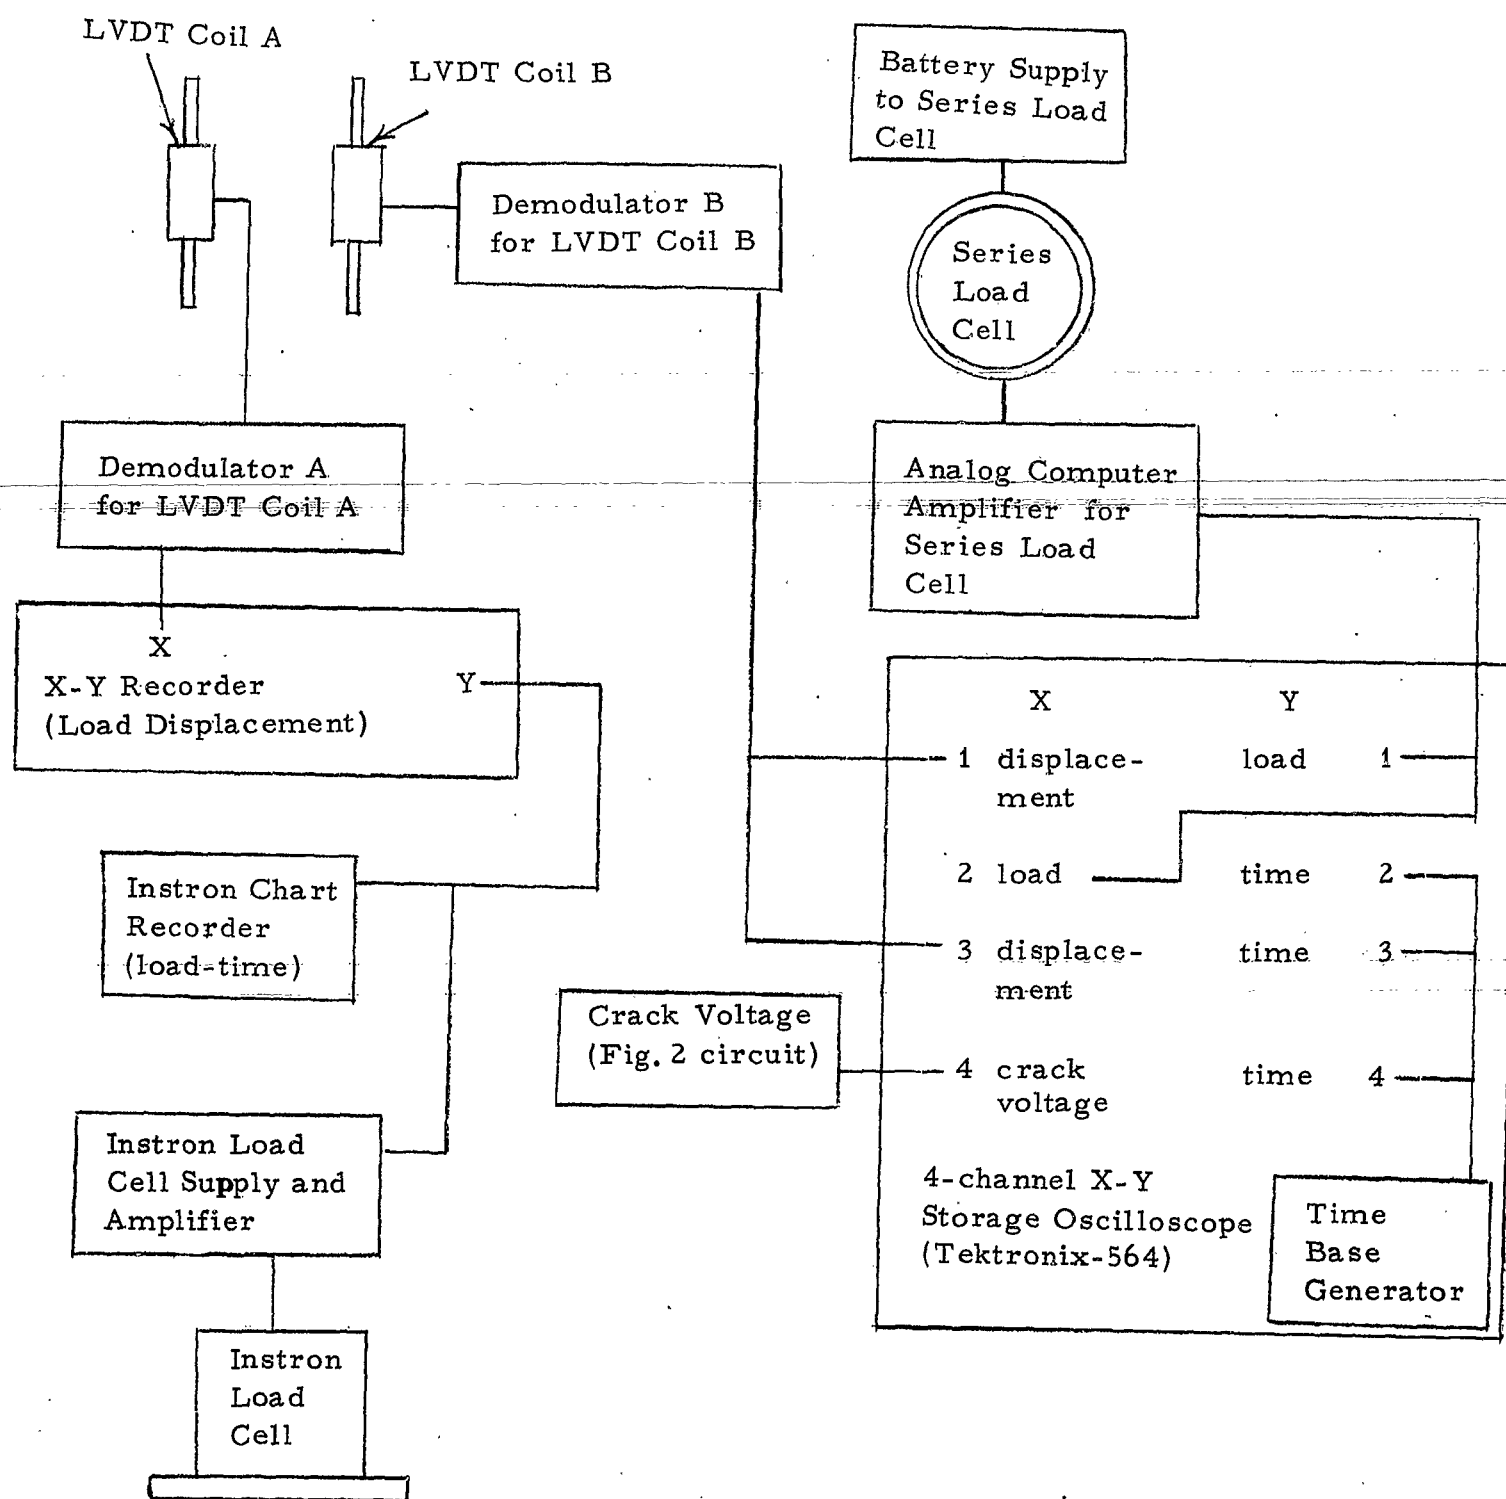 LVDT Coil A
LVDT Coil B
Battery Supply
to Series Load
Cell
Demodulator B
for LVDT Coil B
Series
Load
Cell
Demodulator A
for LVDT Coil A
Analog Computer
Amplifier for
Series Load
Cell
X
X-Y Recorder
(Load Displacement)
Y
X Y
1 displace-
ment
load 1
2 load time 2
3 displace-
ment
time 3
4 crack
voltage
time 4
Instron Chart
Recorder
(load-time)
Crack Voltage
(Fig. 2 circuit)
Instron Load
Cell Supply and
Amplifier
4-channel X-Y
Storage Oscilloscope
(Tektronix-564)
Time
Base
Generator
Instron
Load
Cell